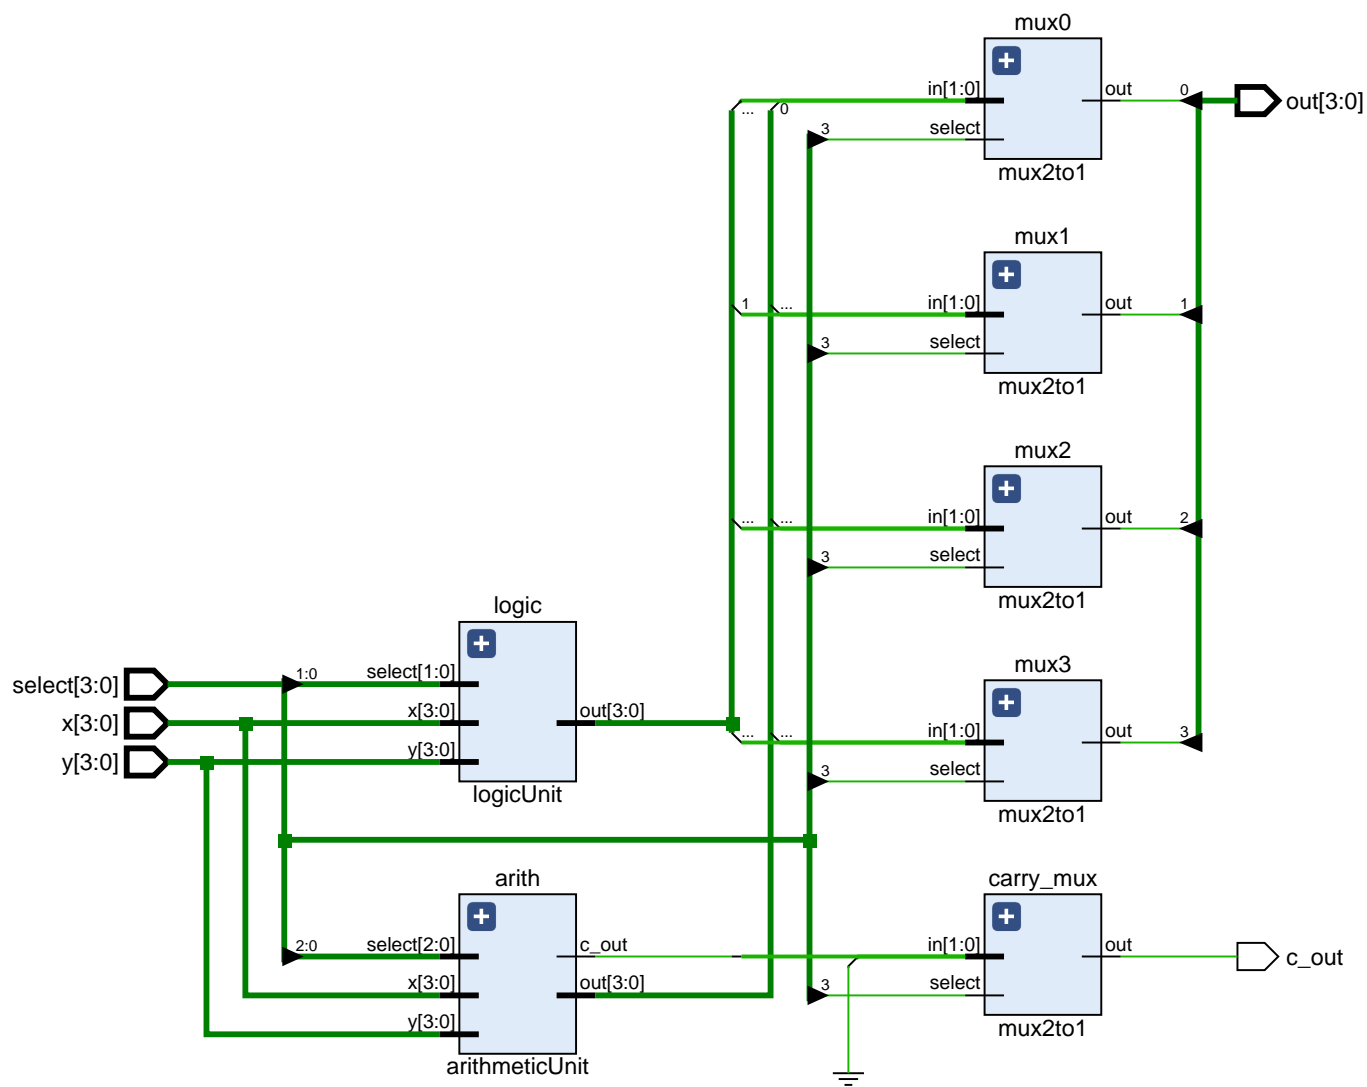 mux0
in[1:0]
out
0
out[3:0]
...
0
3
select
mux2to1
mux1
1
...
in[1:0]
out
1
3
select
mux2to1
mux2
...
...
in[1:0]
out
2
3
select
mux2to1
logic
select[3:0]
1:0
select[1:0]
x[3:0]
x[3:0]
out[3:0]
y[3:0]
y[3:0]
logicUnit
mux3
...
...
in[1:0]
out
3
3
select
mux2to1
arith
2:0
select[2:0]
c_out
x[3:0]
out[3:0]
y[3:0]
arithmeticUnit
carry_mux
in[1:0]
out
c_out
3
select
mux2to1